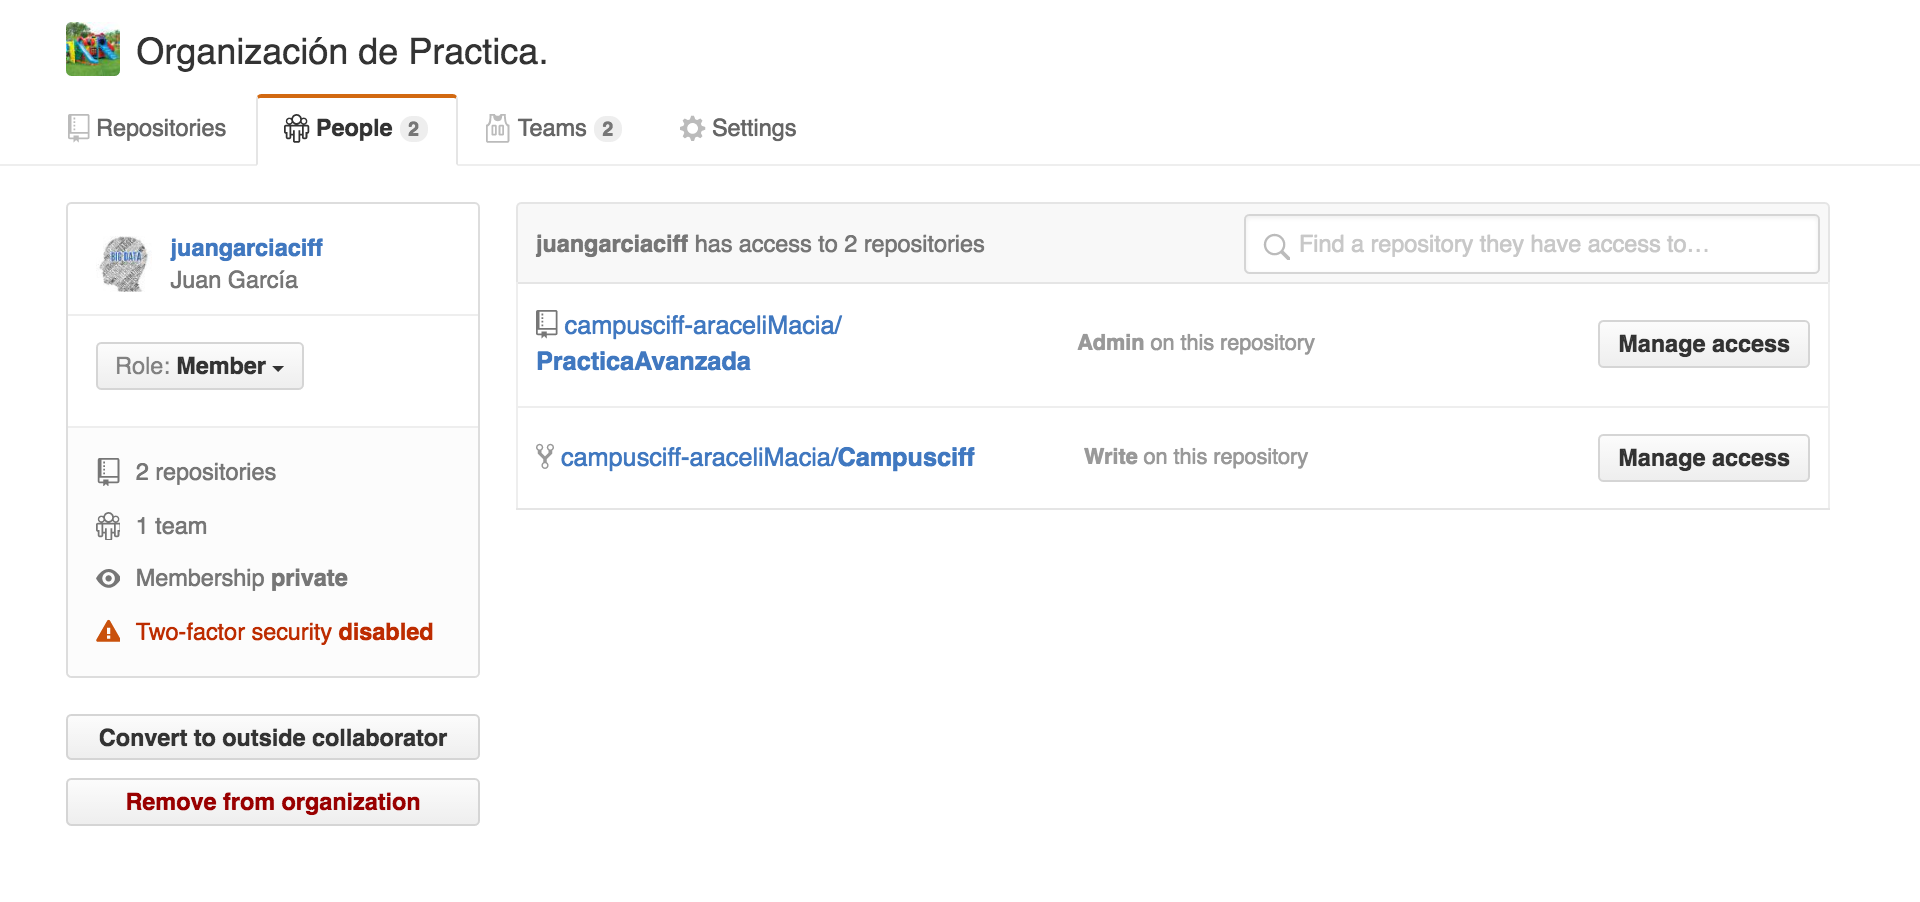 Organización de Practica.
Repositories
People 2
Teams 2
Settings
juangarciaciff
Juan García
Role: Member
2 repositories
1 team
Membership private
Two-factor security disabled
Convert to outside collaborator
Remove from organization
juangarciaciff has access to 2 repositories
Find a repository they have access to…
campusciff-araceliMacia/
PracticaAvanzada
Admin on this repository
Manage access
campusciff-araceliMacia/Campusciff
Write on this repository
Manage access
BIG DATA